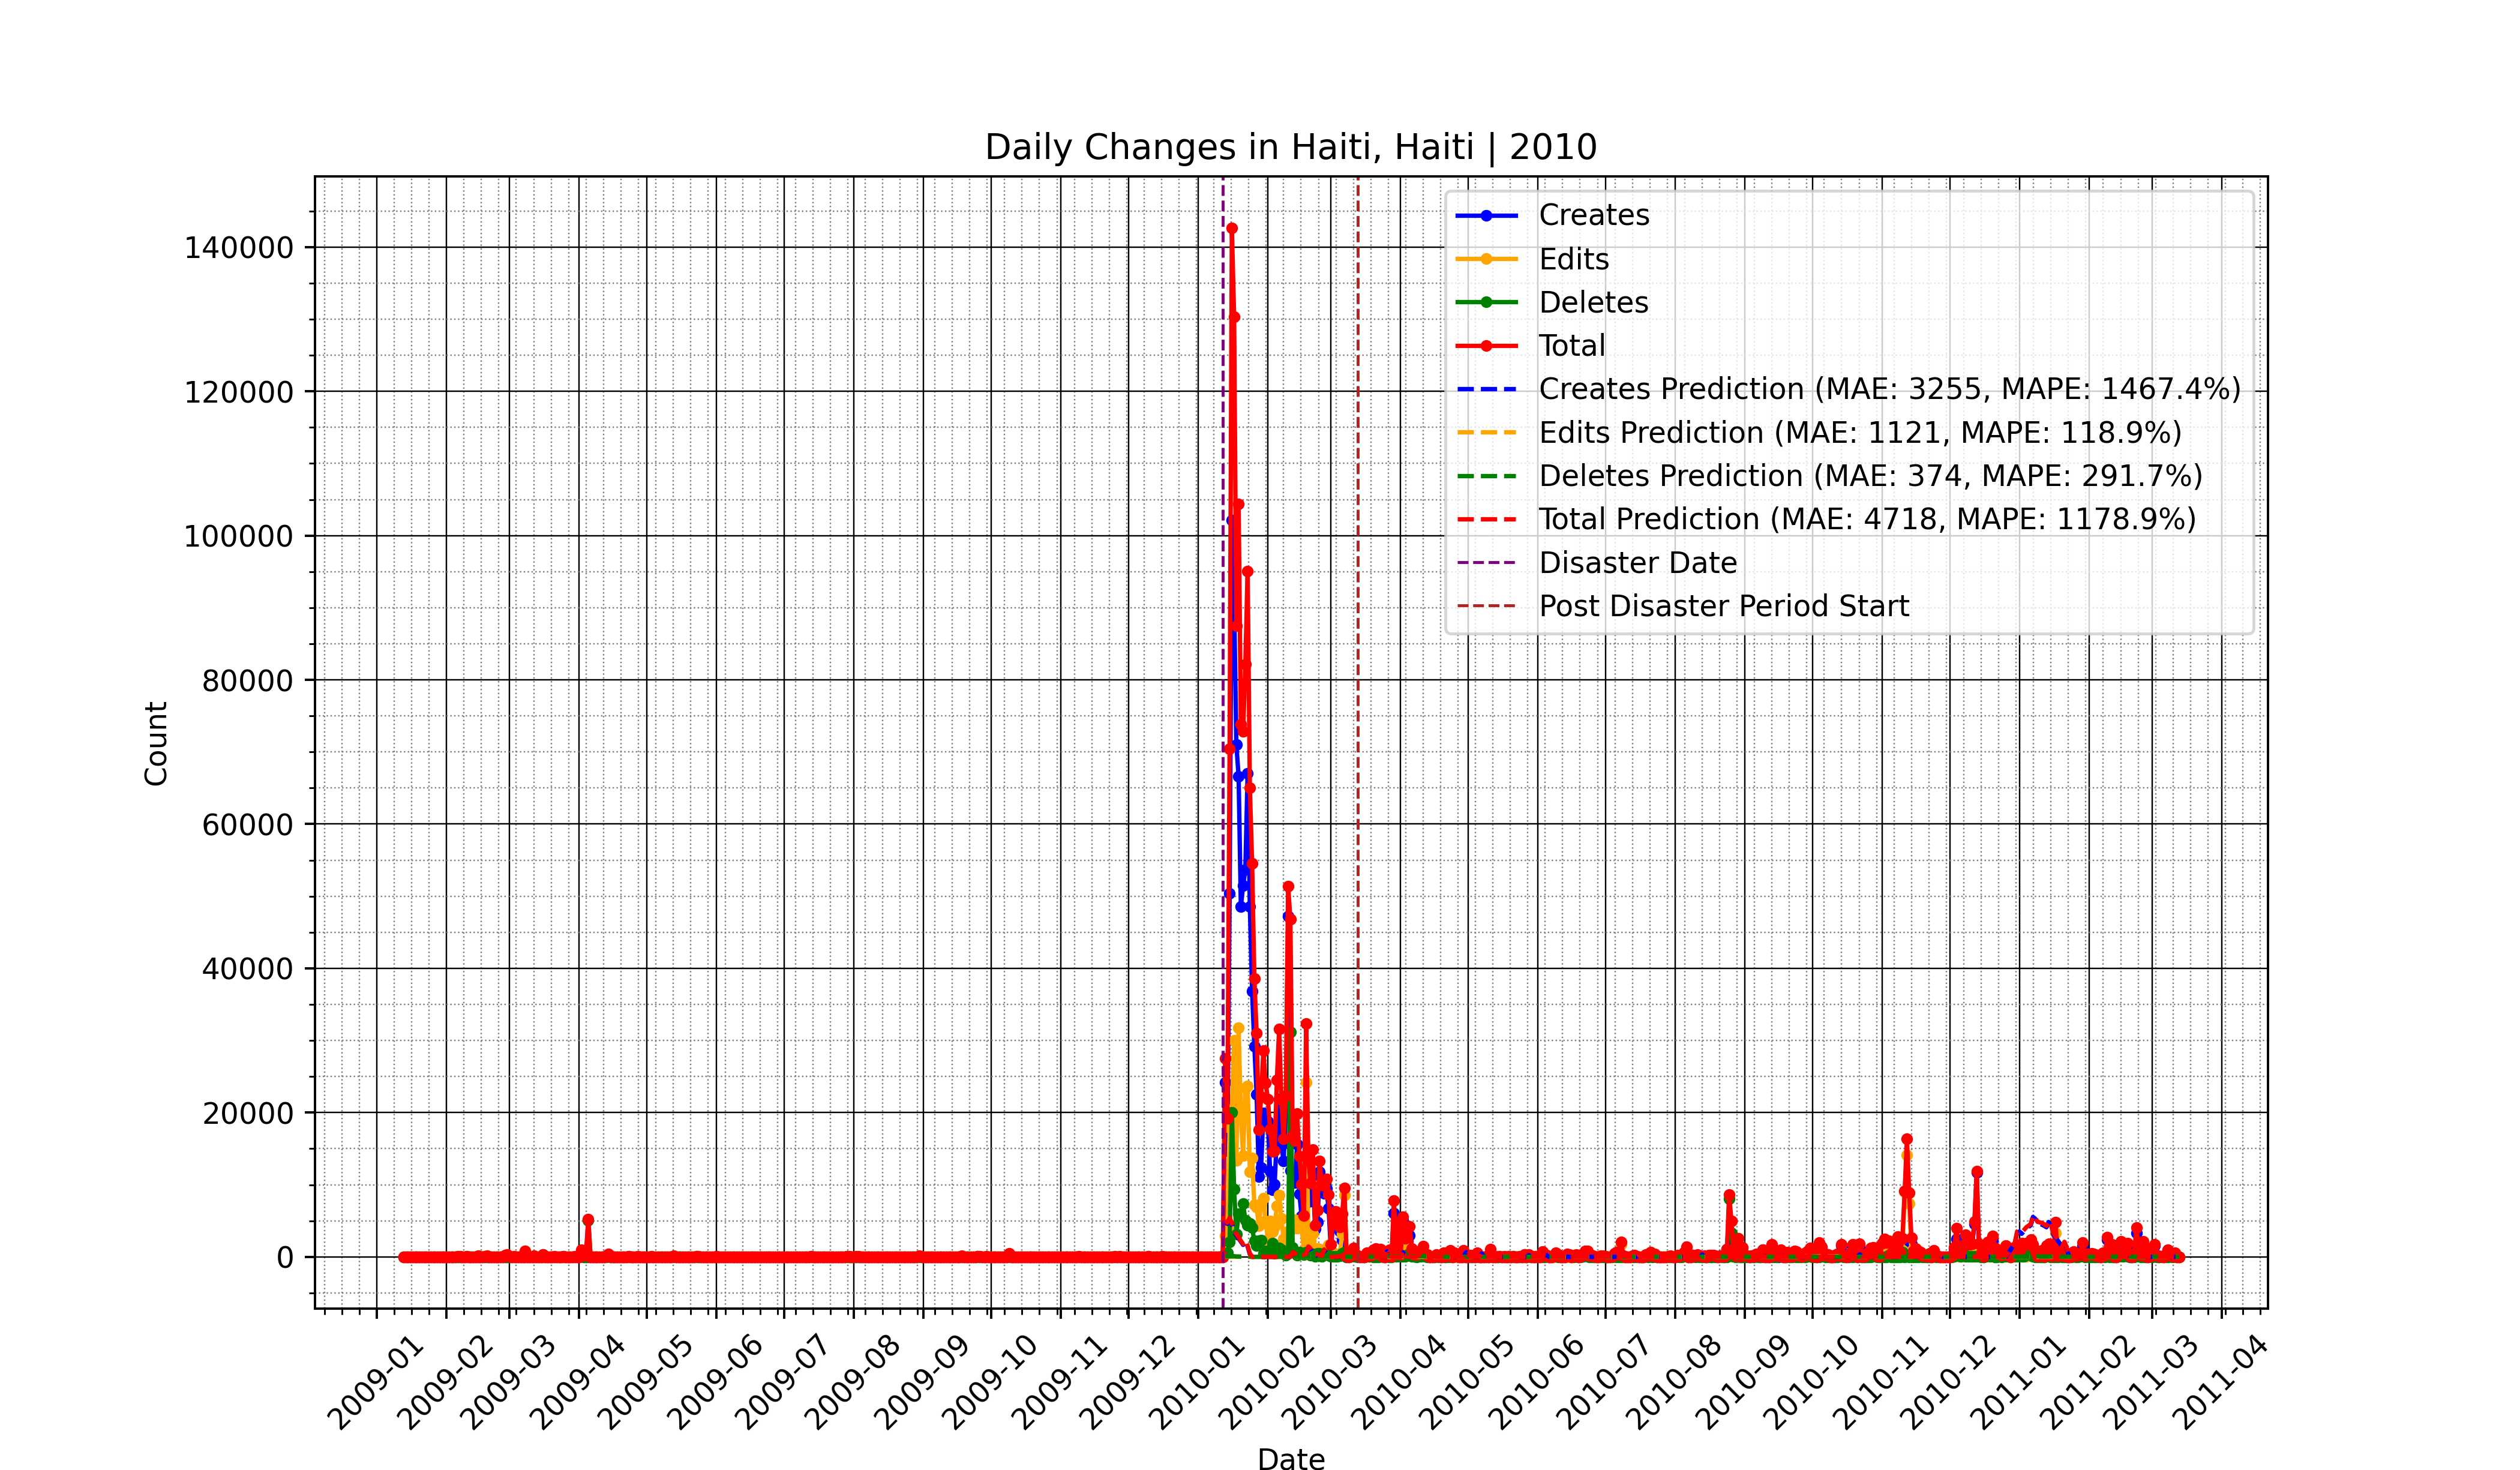 Daily Changes in Haiti, Haiti | 2010
Creates
Edits
Deletes
Total
Creates Prediction (MAE: 3255, MAPE: 1467.4%)
Edits Prediction (MAE: 1121, MAPE: 118.9%)
Deletes Prediction (MAE: 374, MAPE: 291.7%)
Total Prediction (MAE: 4718, MAPE: 1178.9%)
Disaster Date
Post Disaster Period Start
140000
120000
100000
80000
60000
40000
20000
0
Count
2009-01
2009-02
2009-03
2009-04
2009-05
2009-06
2009-07
2009-08
2009-09
2009-10
2009-11
2009-12
2010-01
2010-02
2010-03
2010-04
2010-05
2010-06
2010-07
2010-08
2010-09
2010-10
2010-11
2010-12
2011-01
2011-02
2011-03
2011-04
Date